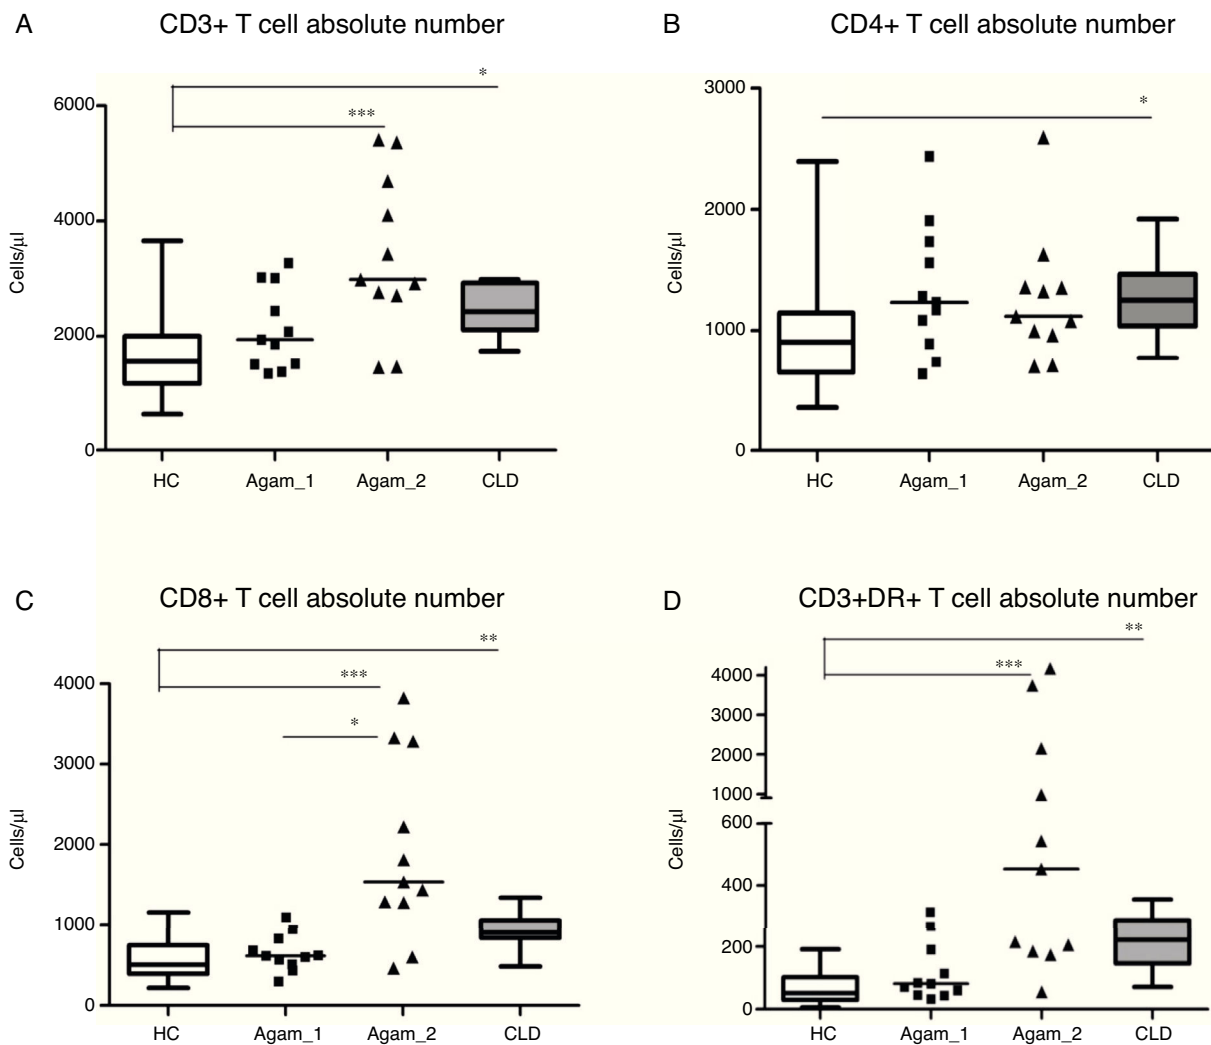 A
CD3+ T cell absolute number
*
***
6000
4000
2000
0
Cells/µl
HC Agam_1 Agam_2 CLD
B
CD4+ T cell absolute number
*
3000
2000
1000
0
Cells/µl
HC Agam_1 Agam_2 CLD
C
CD8+ T cell absolute number
**
***
*
4000
3000
2000
1000
0
Cells/µl
HC Agam_1 Agam_2 CLD
D
CD3+DR+ T cell absolute number
**
***
4000
3000
2000
1000
600
400
200
0
Cells/µl
HC Agam_1 Agam_2 CLD